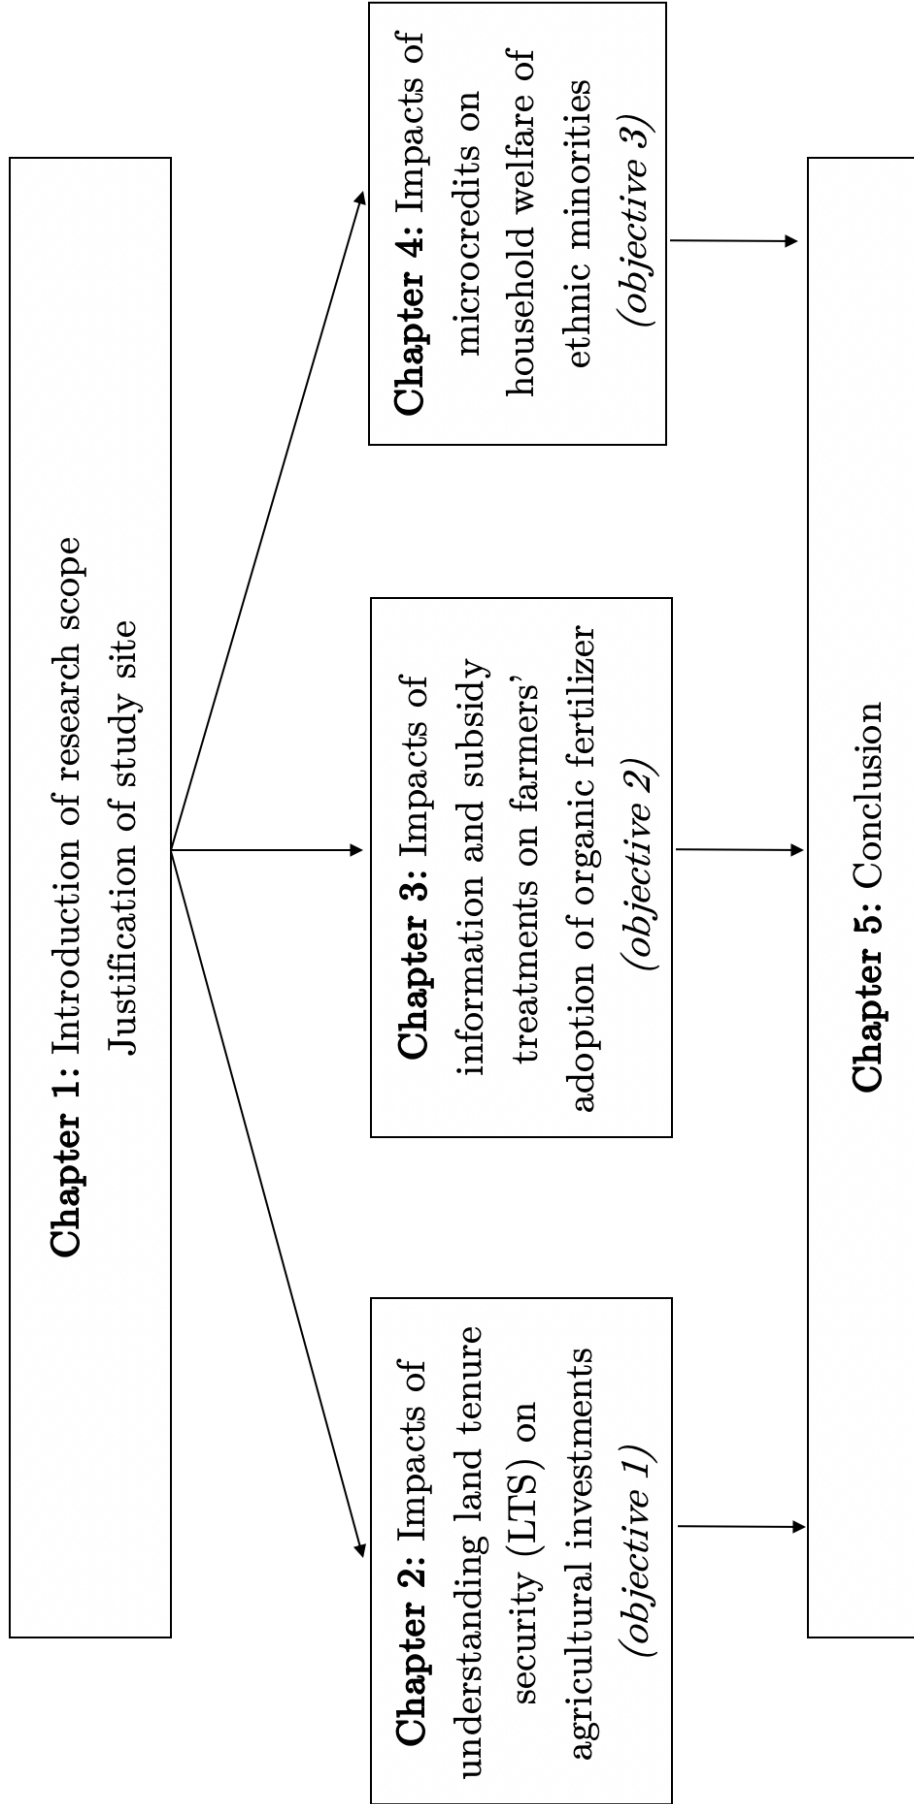 Chapter 1: Introduction of research scope
Justification of study site
Chapter 2: Impacts of
understanding land tenure
security (LTS) on
agricultural investments
(objective 1)
Chapter 3: Impacts of
information and subsidy
treatments on farmers’
adoption of organic fertilizer
(objective 2)
Chapter 4: Impacts of
microcredits on
household welfare of
ethnic minorities
(objective 3)
Chapter 5: Conclusion